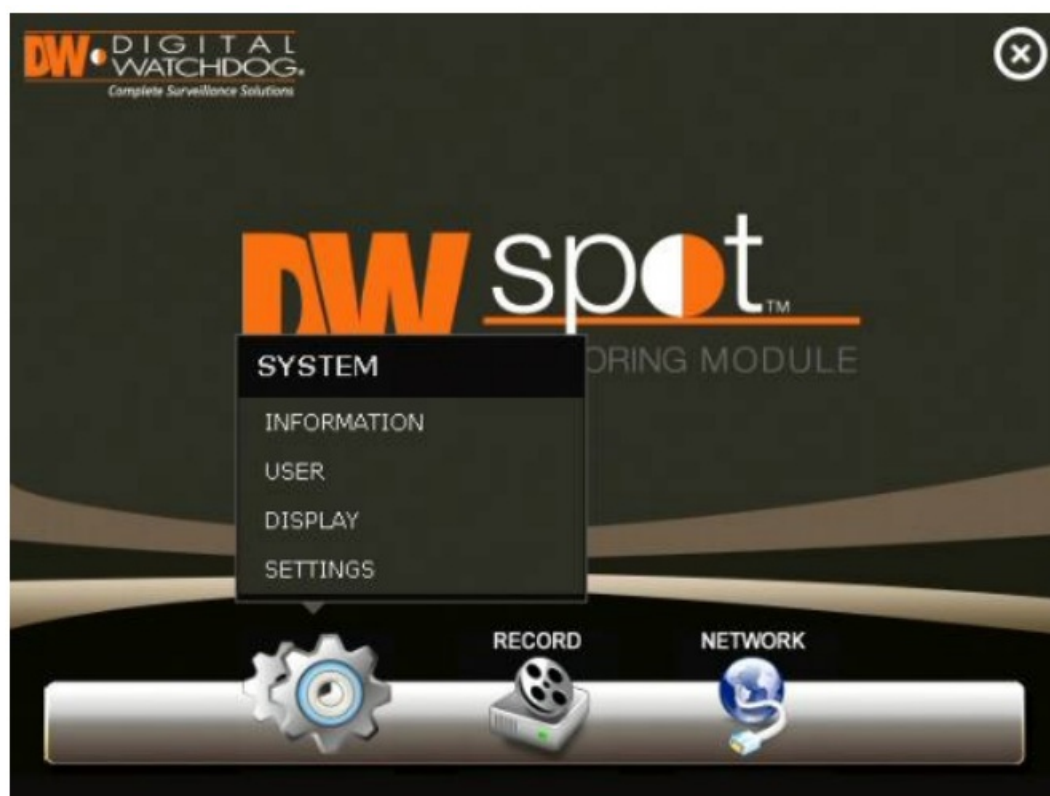 DW DIGITAL
WATCHDOG®
Complete Surveillance Solutions
DW spot™
ORING MODULE
SYSTEM
INFORMATION
USER
DISPLAY
SETTINGS
RECORD
NETWORK